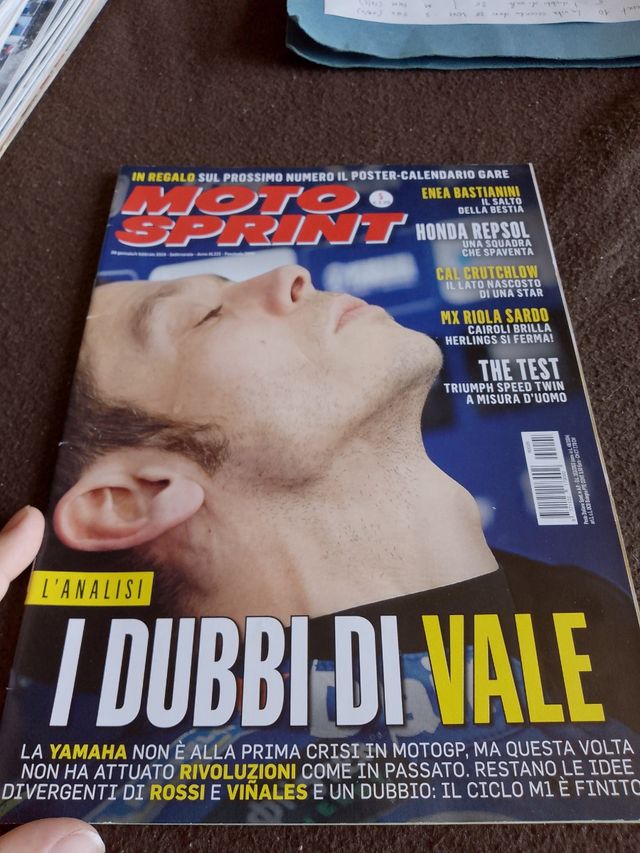 IN REGALO SUL PROSSIMO NUMERO IL POSTER-CALENDARIO GARE
MOTO
SPRINT
5
ENEA BASTIANINI
IL SALTO
DELLA BESTIA
HONDA REPSOL
UNA SQUADRA
CHE SPAVENTA
CAL CRUTCHLOW
IL LATO NASCOSTO
DI UNA STAR
MX RIOLA SARDO
CAIROLI BRILLA
HERLINGS SI FERMA!
THE TEST
TRIUMPH SPEED TWIN
A MISURA D'UOMO
L'ANALISI
I DUBBI DI VALE
LA YAMAHA NON È ALLA PRIMA CRISI IN MOTOGP, MA QUESTA VOLTA
NON HA ATTUATO RIVOLUZIONI COME IN PASSATO. RESTANO LE IDEE
DIVERGENTI DI ROSSI E VIÑALES E UN DUBBIO: IL CICLO M1 È FINITO